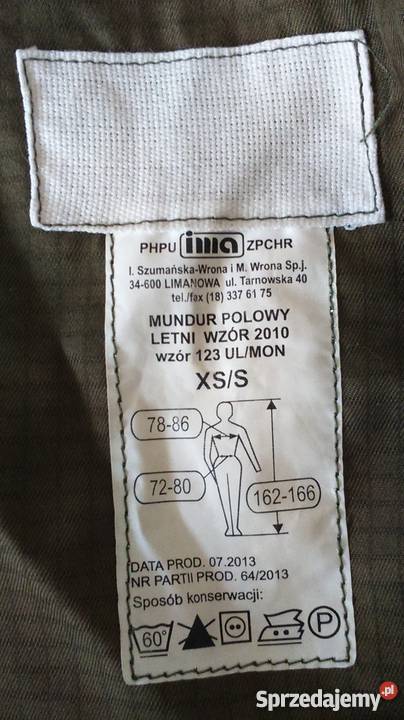 PHPU ima ZPCHR
I. Szumańska-Wrona i M. Wrona Sp.j.
34-600 LIMANOWA ul. Tarnowska 40
tel./fax (18) 337 61 75
MUNDUR POLOWY
LETNI WZÓR 2010
wzór 123 UL/MON
XS/S
78-86
72-80
162-166
DATA PROD. 07.2013
NR PARTII PROD. 64/2013
Sposób konserwacji:
60° P
Sprzedajemy.pl